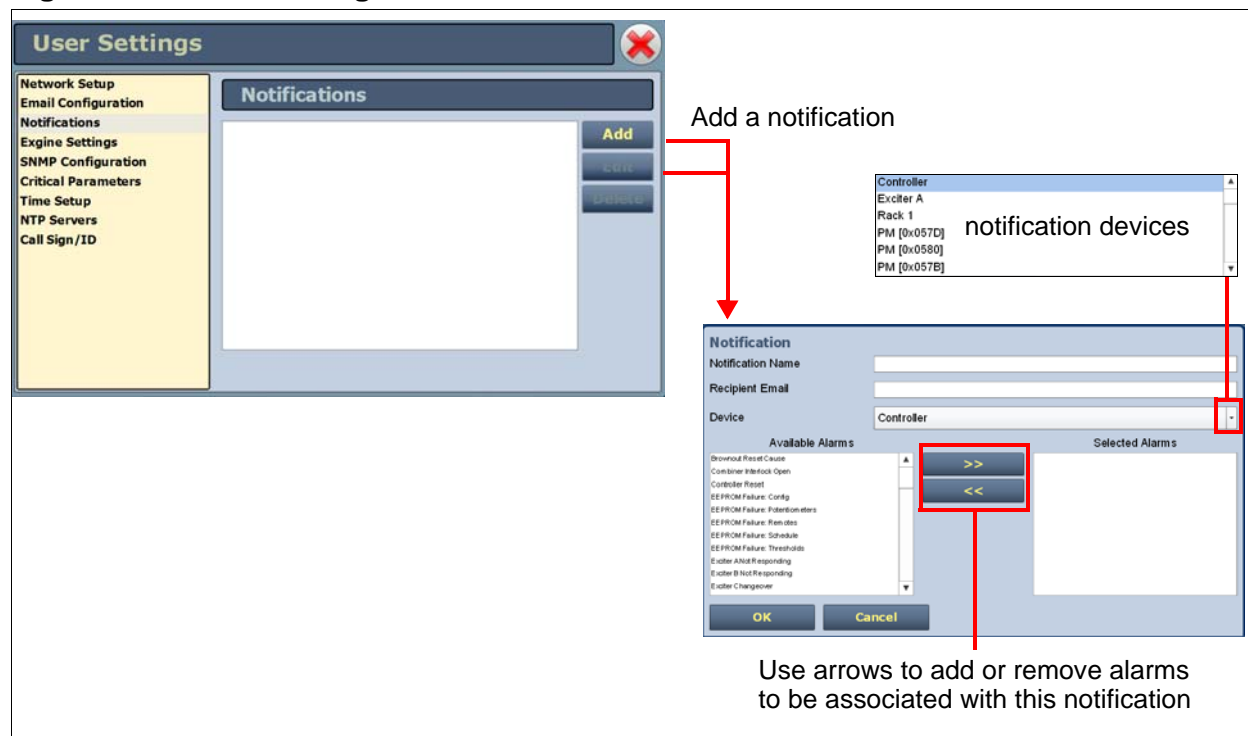 User Settings
Network Setup
Email Configuration
Notifications
Exgine Settings
SNMP Configuration
Critical Parameters
Time Setup
NTP Servers
Call Sign/ID
Notifications
Add
Edit
Delete
Add a notification
Controller
Exciter A
Rack 1
PM [0x057D]
PM [0x0580]
PM [0x057B]
notification devices
Notification
Notification Name
Recipient Email
Device
Controller
Available Alarms
Selected Alarms
Brownout Reset Cause
Combiner Interlock Open
Controller Reset
EEPROM Failure: Config
EEPROM Failure: Potentiometers
EEPROM Failure: Remotes
EEPROM Failure: Schedule
EEPROM Failure: Thresholds
Exciter A Not Responding
Exciter B Not Responding
Exciter Changeover
>>
<<
OK
Cancel
Use arrows to add or remove alarms
to be associated with this notification